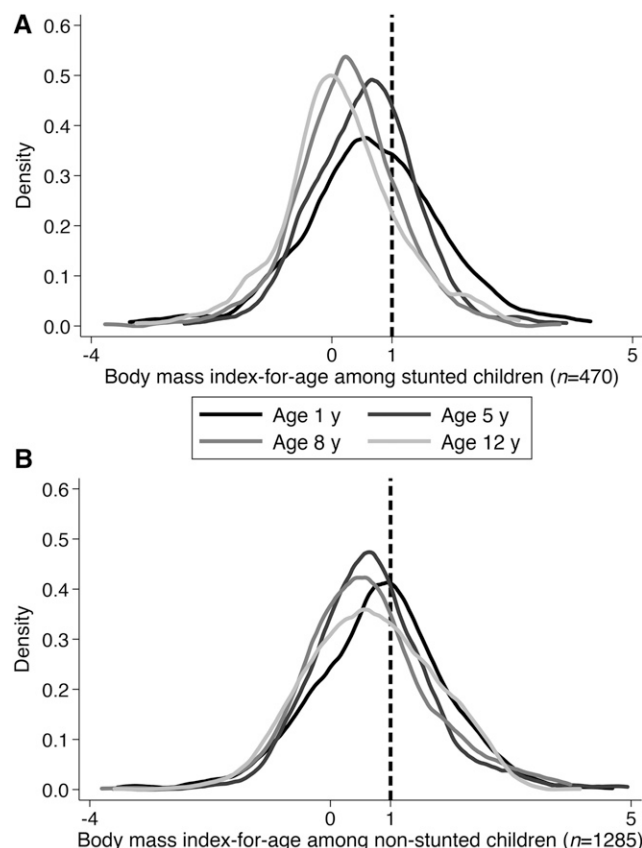 A
0.6
0.5
0.4
0.3
0.2
0.1
0.0
Density
-4 0 1 5
Body mass index-for-age among stunted children (n=470)
Age 1 y Age 5 y
Age 8 y Age 12 y
B
0.6
0.5
0.4
0.3
0.2
0.1
0.0
Density
-4 0 1 5
Body mass index-for-age among non-stunted children (n=1285)